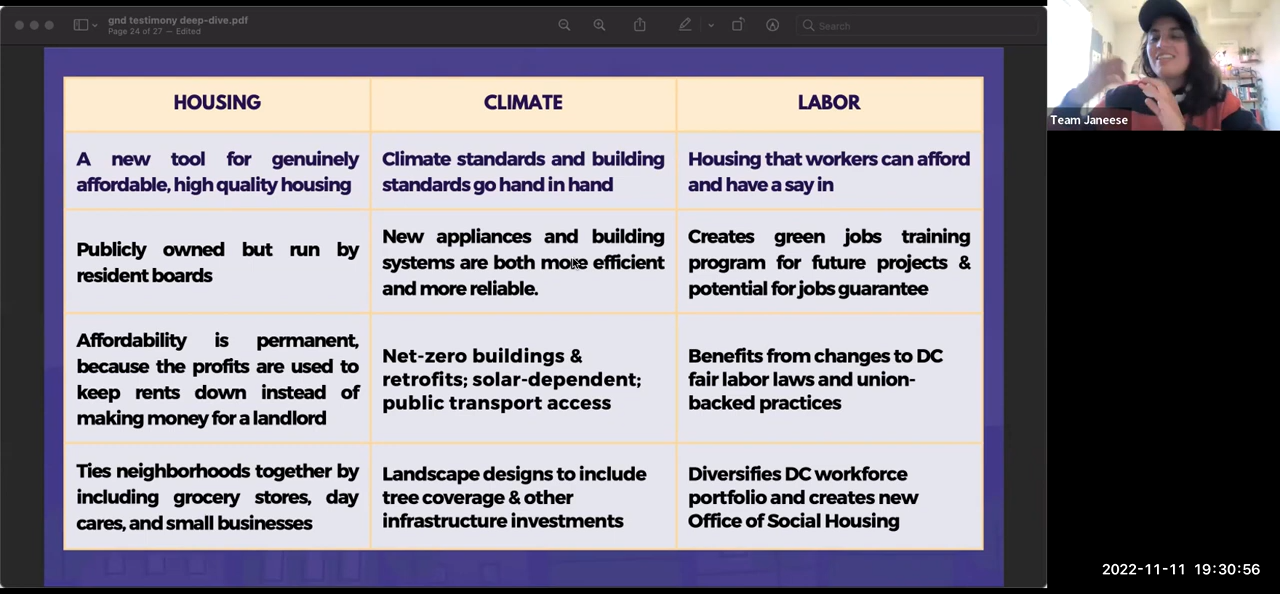 gnd testimony deep-dive.pdf
Page 24 of 27 — Edited
Search
HOUSING
CLIMATE
LABOR
A new tool for genuinely
affordable, high quality housing
Climate standards and building
standards go hand in hand
Housing that workers can afford
and have a say in
Publicly owned but run by
resident boards
New appliances and building
systems are both more efficient
and more reliable.
Creates green jobs training
program for future projects &
potential for jobs guarantee
Affordability is permanent,
because the profits are used to
keep rents down instead of
making money for a landlord
Net-zero buildings &
retrofits; solar-dependent;
public transport access
Benefits from changes to DC
fair labor laws and union-
backed practices
Ties neighborhoods together by
including grocery stores, day
cares, and small businesses
Landscape designs to include
tree coverage & other
infrastructure investments
Diversifies DC workforce
portfolio and creates new
Office of Social Housing
Team Janeese
2022-11-11 19:30:56